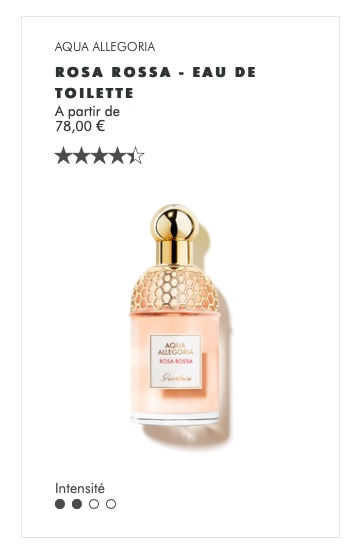 AQUA ALLEGORIA
ROSA ROSSA - EAU DE
TOILETTE
A partir de
78,00 €
AQUA
ALLEGORIA
ROSA ROSSA
Guerlain
Intensité